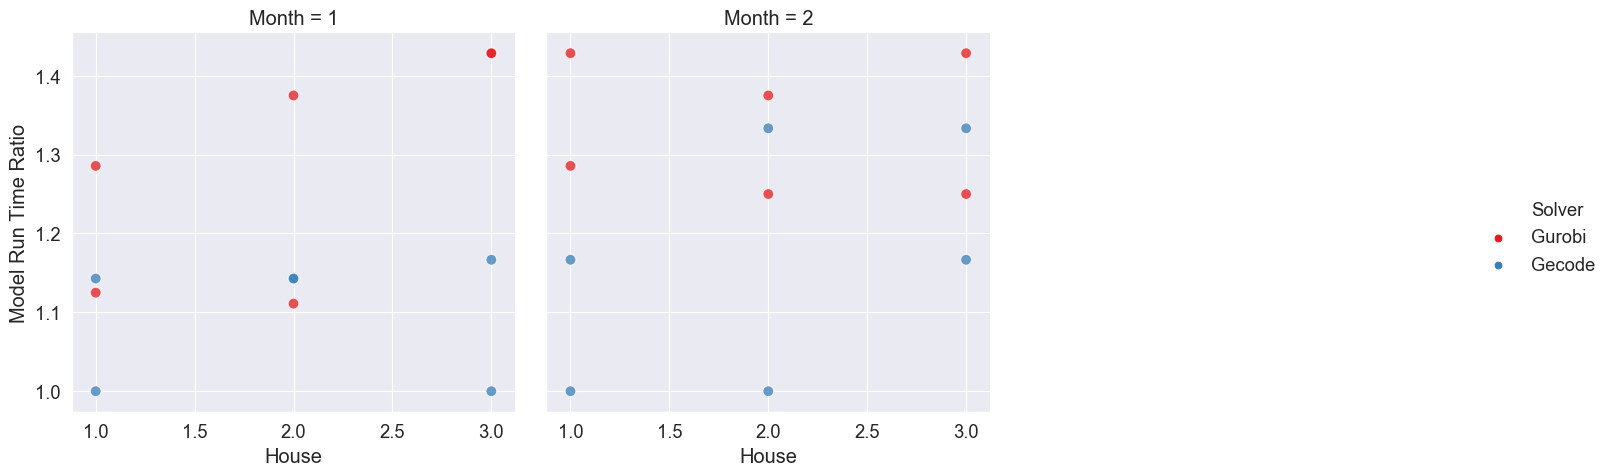 Month = 1
Month = 2
Model Run Time Ratio
1.4
1.3
1.2
1.1
1.0
1.0 1.5 2.0 2.5 3.0
House
1.0 1.5 2.0 2.5 3.0
House
Solver
Gurobi
Gecode